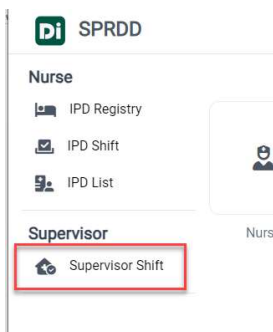 Di SPRDD
Nurse
IPD Registry
IPD Shift
IPD List
Supervisor
Nurs
Supervisor Shift